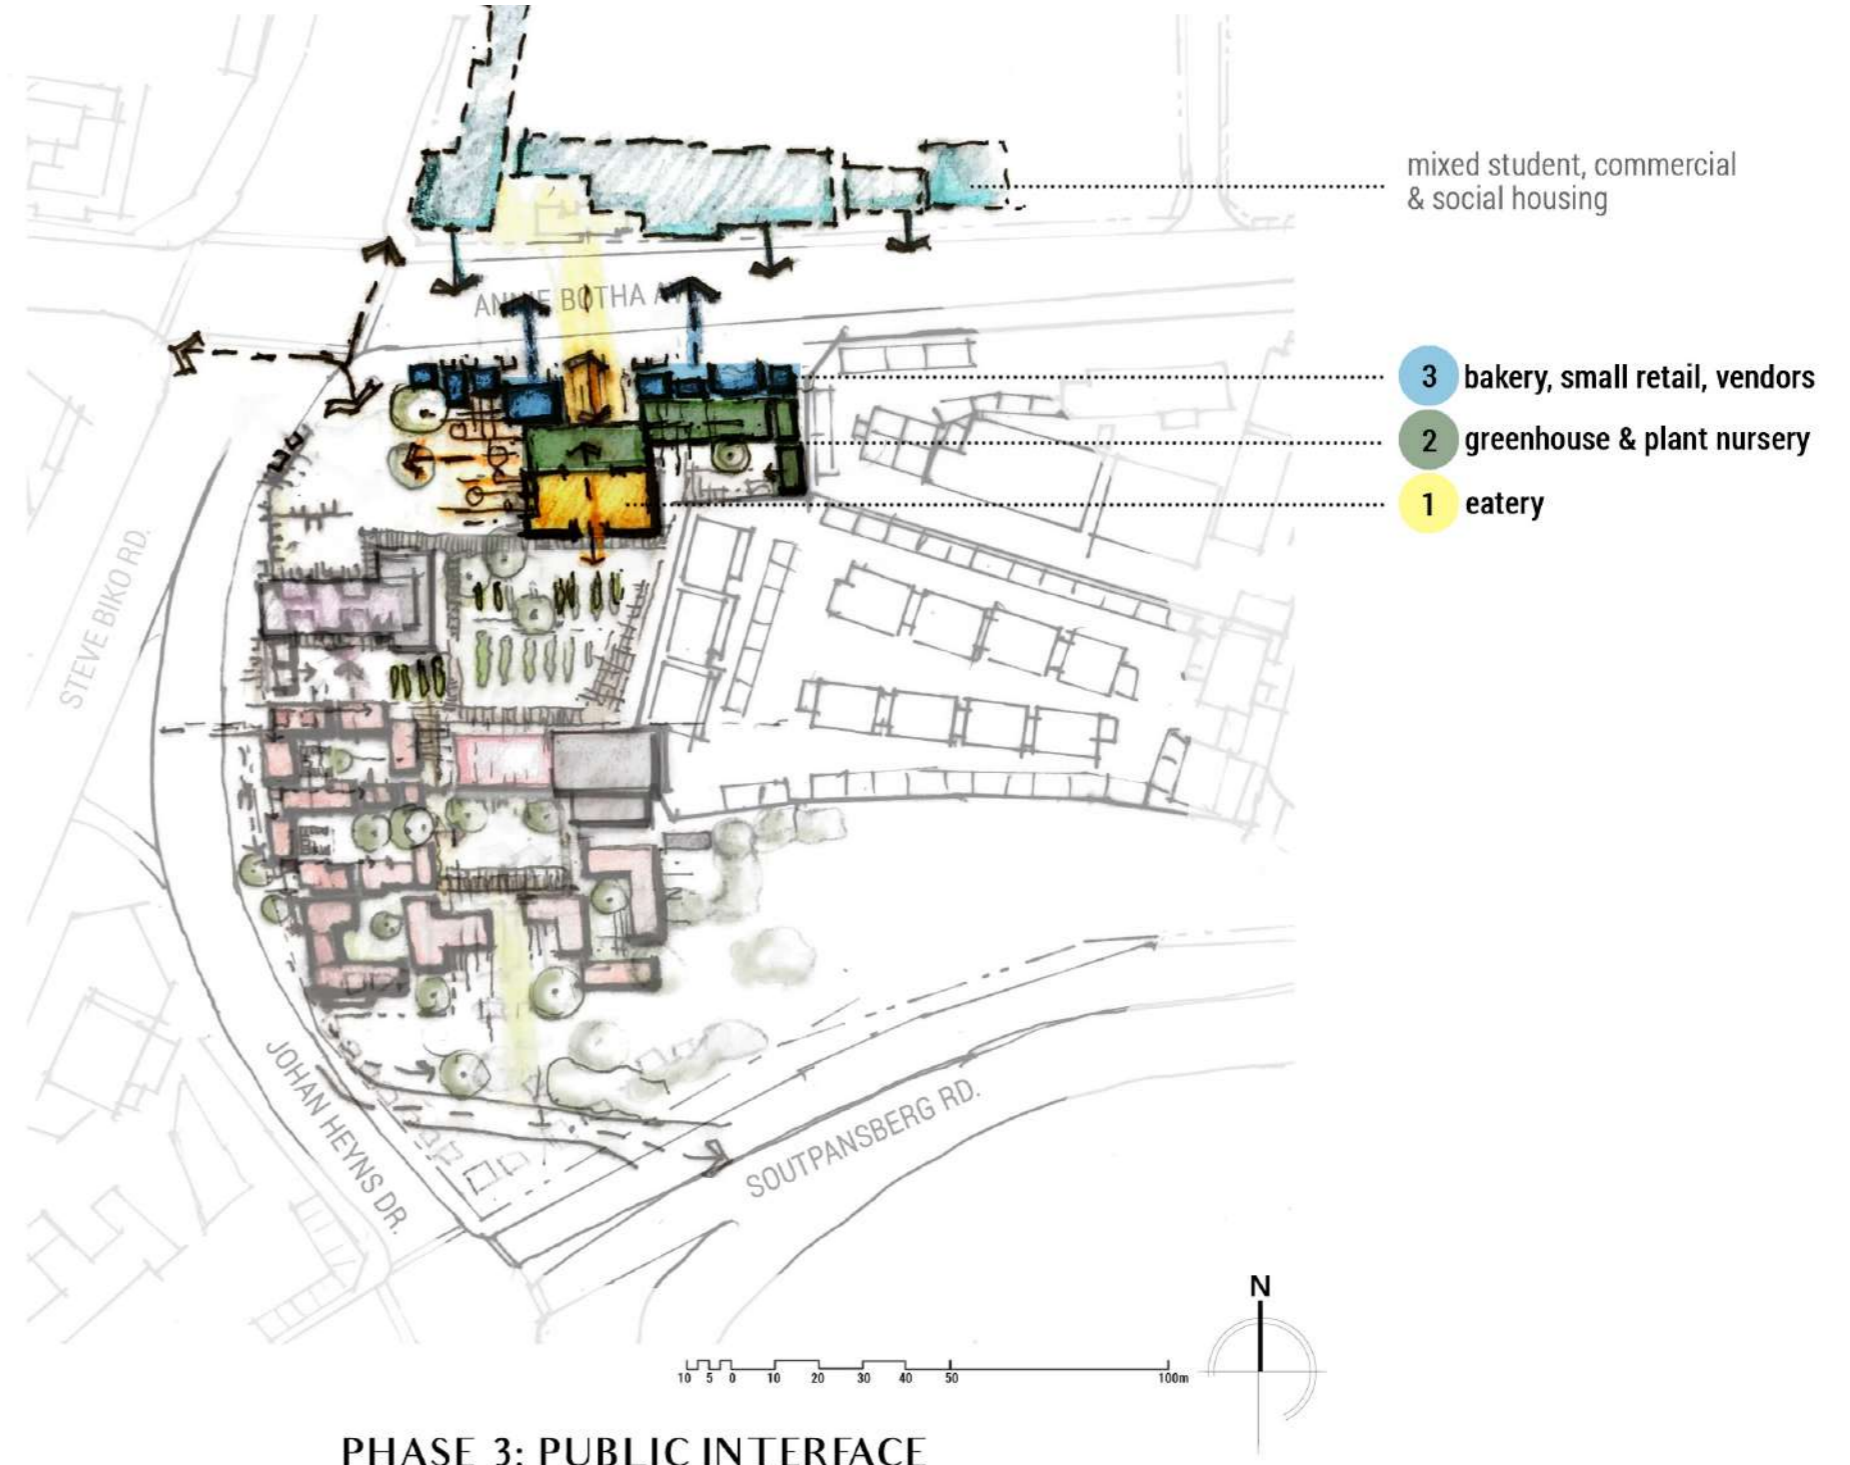 mixed student, commercial
& social housing
ANNIE BOTHA AVE.
3 bakery, small retail, vendors
2 greenhouse & plant nursery
1 eatery
STEVE BIKO RD.
JOHAN HEYNS DR.
SOUTPANSBERG RD.
N
10 5 0 10 20 30 40 50 100m
PHASE 3: PUBLIC INTERFACE